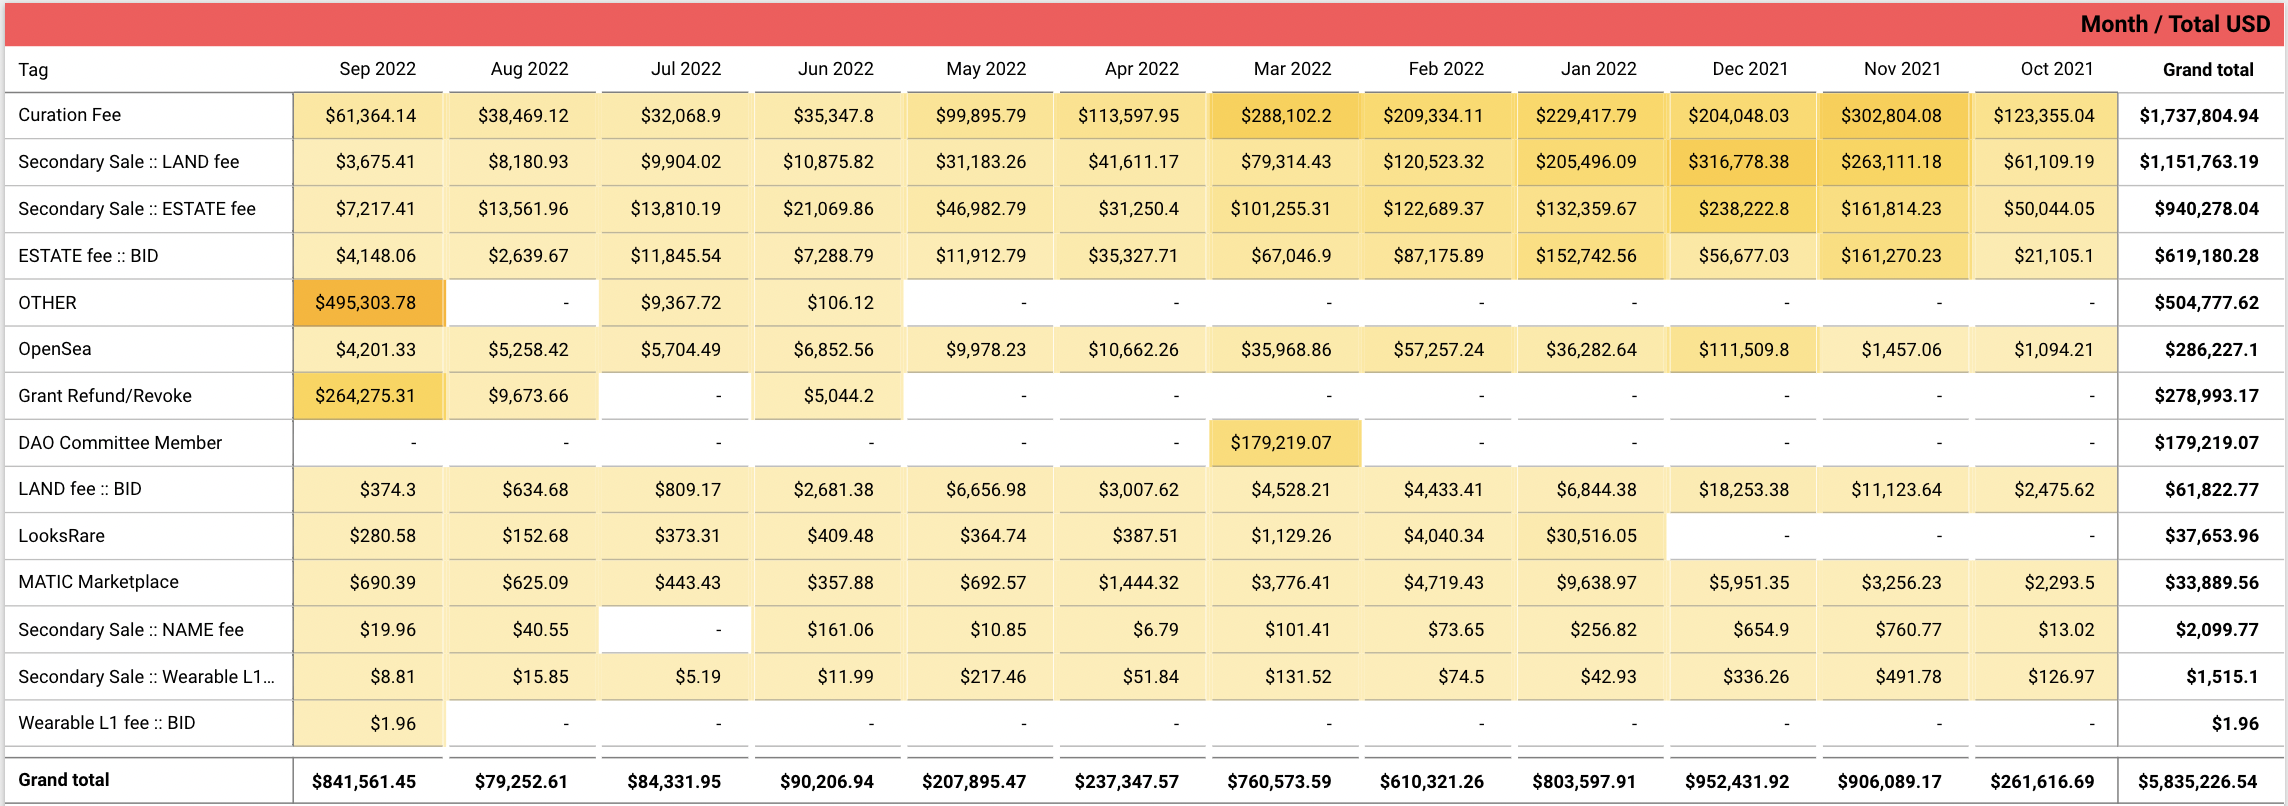 Month / Total USD
Tag Sep 2022 Aug 2022 Jul 2022 Jun 2022 May 2022 Apr 2022 Mar 2022 Feb 2022 Jan 2022 Dec 2021 Nov 2021 Oct 2021 Grand total
Curation Fee $61,364.14 $38,469.12 $32,068.9 $35,347.8 $99,895.79 $113,597.95 $288,102.2 $209,334.11 $229,417.79 $204,048.03 $302,804.08 $123,355.04 $1,737,804.94
Secondary Sale :: LAND fee $3,675.41 $8,180.93 $9,904.02 $10,875.82 $31,183.26 $41,611.17 $79,314.43 $120,523.32 $205,496.09 $316,778.38 $263,111.18 $61,109.19 $1,151,763.19
Secondary Sale :: ESTATE fee $7,217.41 $13,561.96 $13,810.19 $21,069.86 $46,982.79 $31,250.4 $101,255.31 $122,689.37 $132,359.67 $238,222.8 $161,814.23 $50,044.05 $940,278.04
ESTATE fee :: BID $4,148.06 $2,639.67 $11,845.54 $7,288.79 $11,912.79 $35,327.71 $67,046.9 $87,175.89 $152,742.56 $56,677.03 $161,270.23 $21,105.1 $619,180.28
OTHER $495,303.78 - $9,367.72 $106.12 - - - - - - - - $504,777.62
OpenSea $4,201.33 $5,258.42 $5,704.49 $6,852.56 $9,978.23 $10,662.26 $35,968.86 $57,257.24 $36,282.64 $111,509.8 $1,457.06 $1,094.21 $286,227.1
Grant Refund/Revoke $264,275.31 $9,673.66 - $5,044.2 - - - - - - - - $278,993.17
DAO Committee Member - - - - - - $179,219.07 - - - - - $179,219.07
LAND fee :: BID $374.3 $634.68 $809.17 $2,681.38 $6,656.98 $3,007.62 $4,528.21 $4,433.41 $6,844.38 $18,253.38 $11,123.64 $2,475.62 $61,822.77
LooksRare $280.58 $152.68 $373.31 $409.48 $364.74 $387.51 $1,129.26 $4,040.34 $30,516.05 - - - $37,653.96
MATIC Marketplace $690.39 $625.09 $443.43 $357.88 $692.57 $1,444.32 $3,776.41 $4,719.43 $9,638.97 $5,951.35 $3,256.23 $2,293.5 $33,889.56
Secondary Sale :: NAME fee $19.96 $40.55 - $161.06 $10.85 $6.79 $101.41 $73.65 $256.82 $654.9 $760.77 $13.02 $2,099.77
Secondary Sale :: Wearable L1... $8.81 $15.85 $5.19 $11.99 $217.46 $51.84 $131.52 $74.5 $42.93 $336.26 $491.78 $126.97 $1,515.1
Wearable L1 fee :: BID $1.96 - - - - - - - - - - - $1.96
Grand total $841,561.45 $79,252.61 $84,331.95 $90,206.94 $207,895.47 $237,347.57 $760,573.59 $610,321.26 $803,597.91 $952,431.92 $906,089.17 $261,616.69 $5,835,226.54